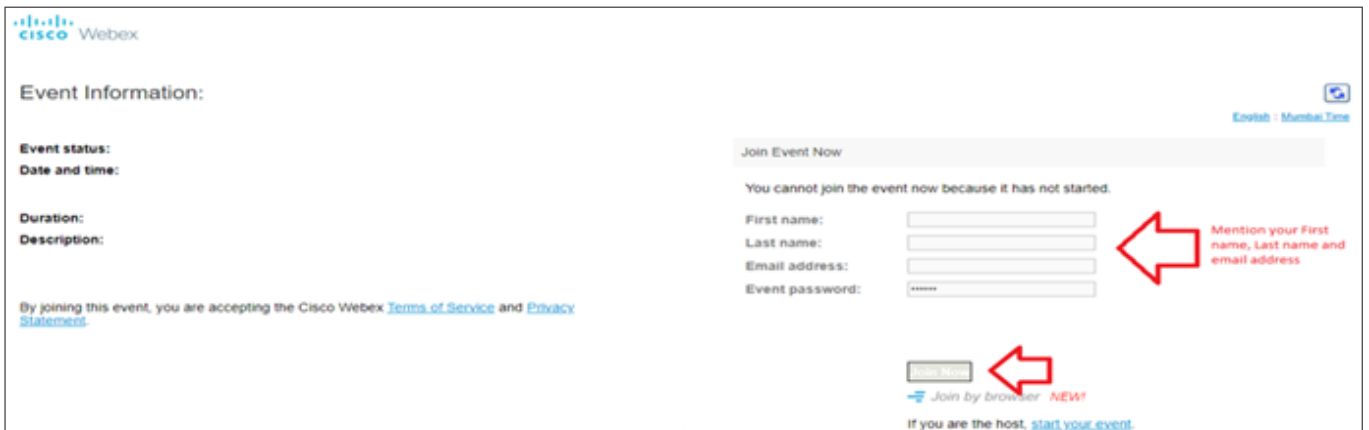 cisco Webex
Event Information:
English : Mumbai Time
Event status:
Date and time:
Duration:
Description:
By joining this event, you are accepting the Cisco Webex Terms of Service and Privacy
Statement.
Join Event Now
You cannot join the event now because it has not started.
First name:
Last name:
Email address:
Event password: ••••••
Mention your First
name, Last name and
email address
Join Now
Join by browser NEW!
If you are the host, start your event.